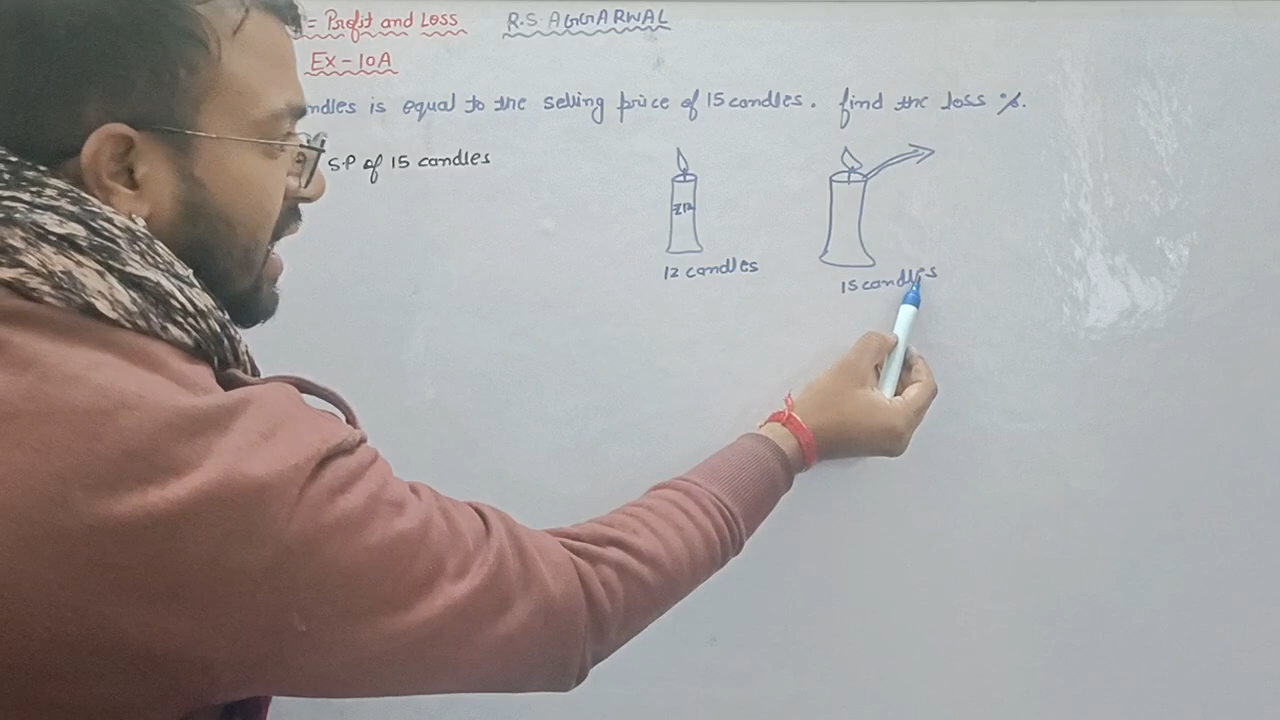 = Profit and Loss R.S. AGGARWAL
Ex-10A
ndles is equal to the selling price of 15 candles. find the loss %.
S.P of 15 candles
₹12
12 candles
15 candles